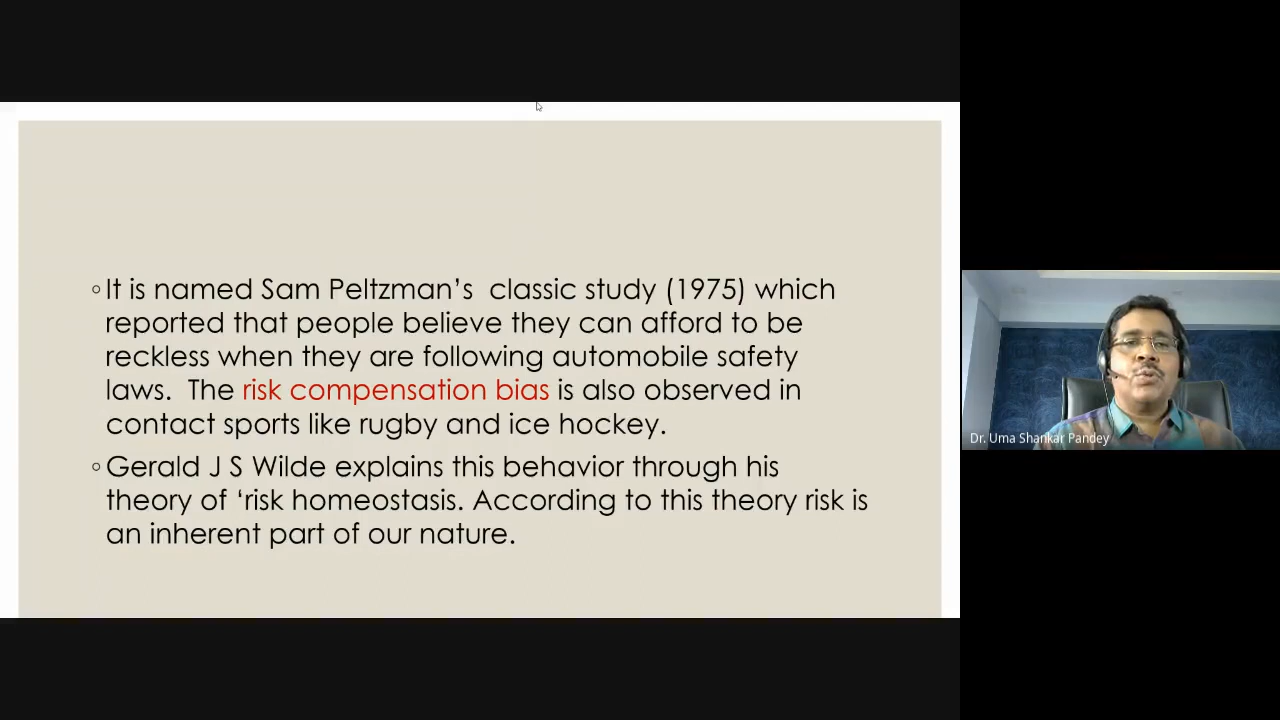 ◦It is named Sam Peltzman’s  classic study (1975) which
reported that people believe they can afford to be
reckless when they are following automobile safety
laws.  The risk compensation bias is also observed in
contact sports like rugby and ice hockey.
◦Gerald J S Wilde explains this behavior through his
theory of ‘risk homeostasis. According to this theory risk is
an inherent part of our nature.
Dr. Uma Shankar Pandey